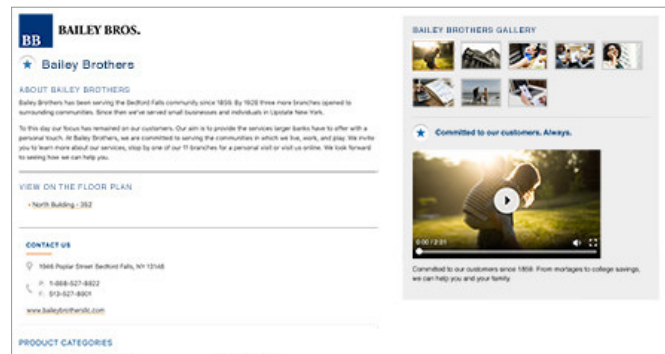 BB
BAILEY BROS.
Bailey Brothers
ABOUT BAILEY BROTHERS
Bailey Brothers has been serving the Bedford Falls community since 1859. By 1928 three more branches opened to
surrounding communities. Since then we've served small businesses and individuals in Upstate New York.
To this day our focus remained on our customers. Our aim is to provide the services larger banks have to offer with a
personal touch. At Bailey Brothers, we are committed to serving the communities in which we live, work, and play. We invite
you to learn more about our services, stop by one of our 11 branches for a personal visit or visit us online. We look forward
to seeing how we can help you.
VIEW ON THE FLOOR PLAN
North Building - 352
CONTACT US
1946 Poplar Street Bedford Falls, NY 13148
P: 1-888-527-8822
F: 513-527-8001
www.baileybrothersllc.com
PRODUCT CATEGORIES
BAILEY BROTHERS GALLERY
Committed to our customers. Always.
0:00 / 2:01
Committed to our customers since 1859. From mortages to college savings,
we can help you and your family.